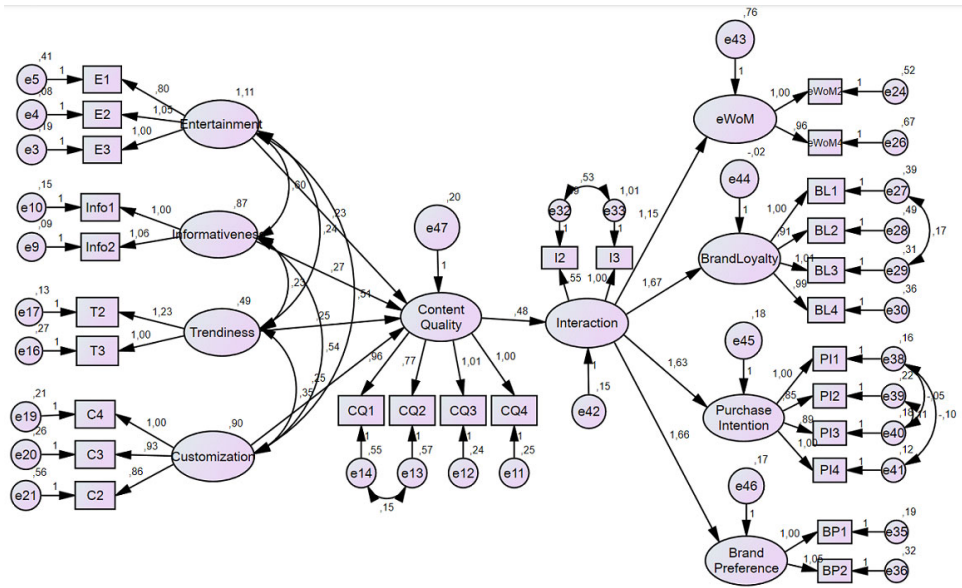 ,41
e5
1
E1
,80
,08
e4
1
E2
1,05
,19
e3
1
E3
1,00
1,11
Entertainment
,15
e10
1
Info1
1,00
,09
e9
1
Info2
1,06
,87
Informativeness
,13
e17
1
T2
1,23
,27
e16
1
T3
1,00
,49
Trendiness
,21
e19
1
C4
1,00
,26
e20
1
C3
,93
,56
e21
1
C2
,86
,90
Customization
,60
,24
,23
,51
,54
,25
,35
,23
,27
,25
,96
,20
e47
1
Content
Quality
,77
1,01
1,00
CQ1
CQ2
CQ3
CQ4
1
1
1
1
,55
,57
,24
,25
e14
e13
e12
e11
,15
,48
,53
1,01
e32
e33
1
1
I2
I3
,55
1,00
Interaction
1
e42
,15
1,15
1,67
1,63
1,66
,76
e43
1
eWoM
1,00
eWoM2
1
e24
,52
,96
eWoM4
1
e26
,67
-,02
e44
1
BrandLoyalty
1,00
BL1
1
e27
,39
,91
BL2
1
e28
,49
1,01
BL3
1
e29
,31
,99
BL4
1
e30
,36
,17
,18
e45
1
Purchase
Intention
1,00
PI1
1
e38
,16
,85
PI2
1
e39
,22
,89
PI3
1
e40
,18
1,00
PI4
1
e41
,12
-,05
-,10
,17
e46
1
Brand
Preference
1,00
BP1
1
e35
,19
1,05
BP2
1
e36
,32